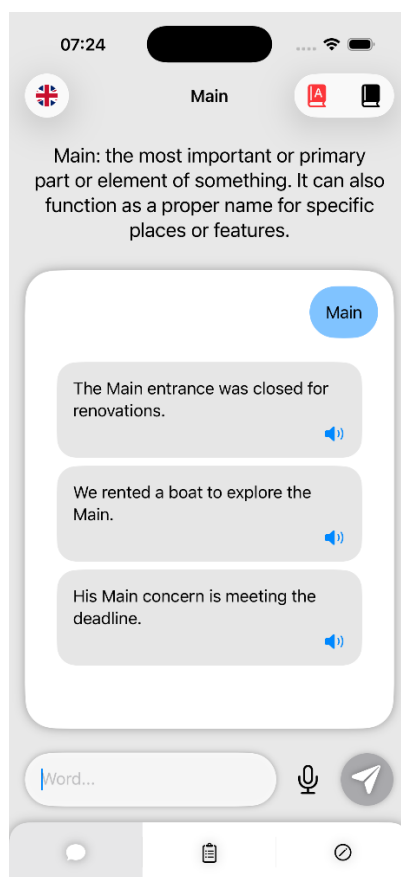 07:24
Main
A
Main: the most important or primary
part or element of something. It can also
function as a proper name for specific
places or features.
Main
The Main entrance was closed for
renovations.
We rented a boat to explore the
Main.
His Main concern is meeting the
deadline.
Word...